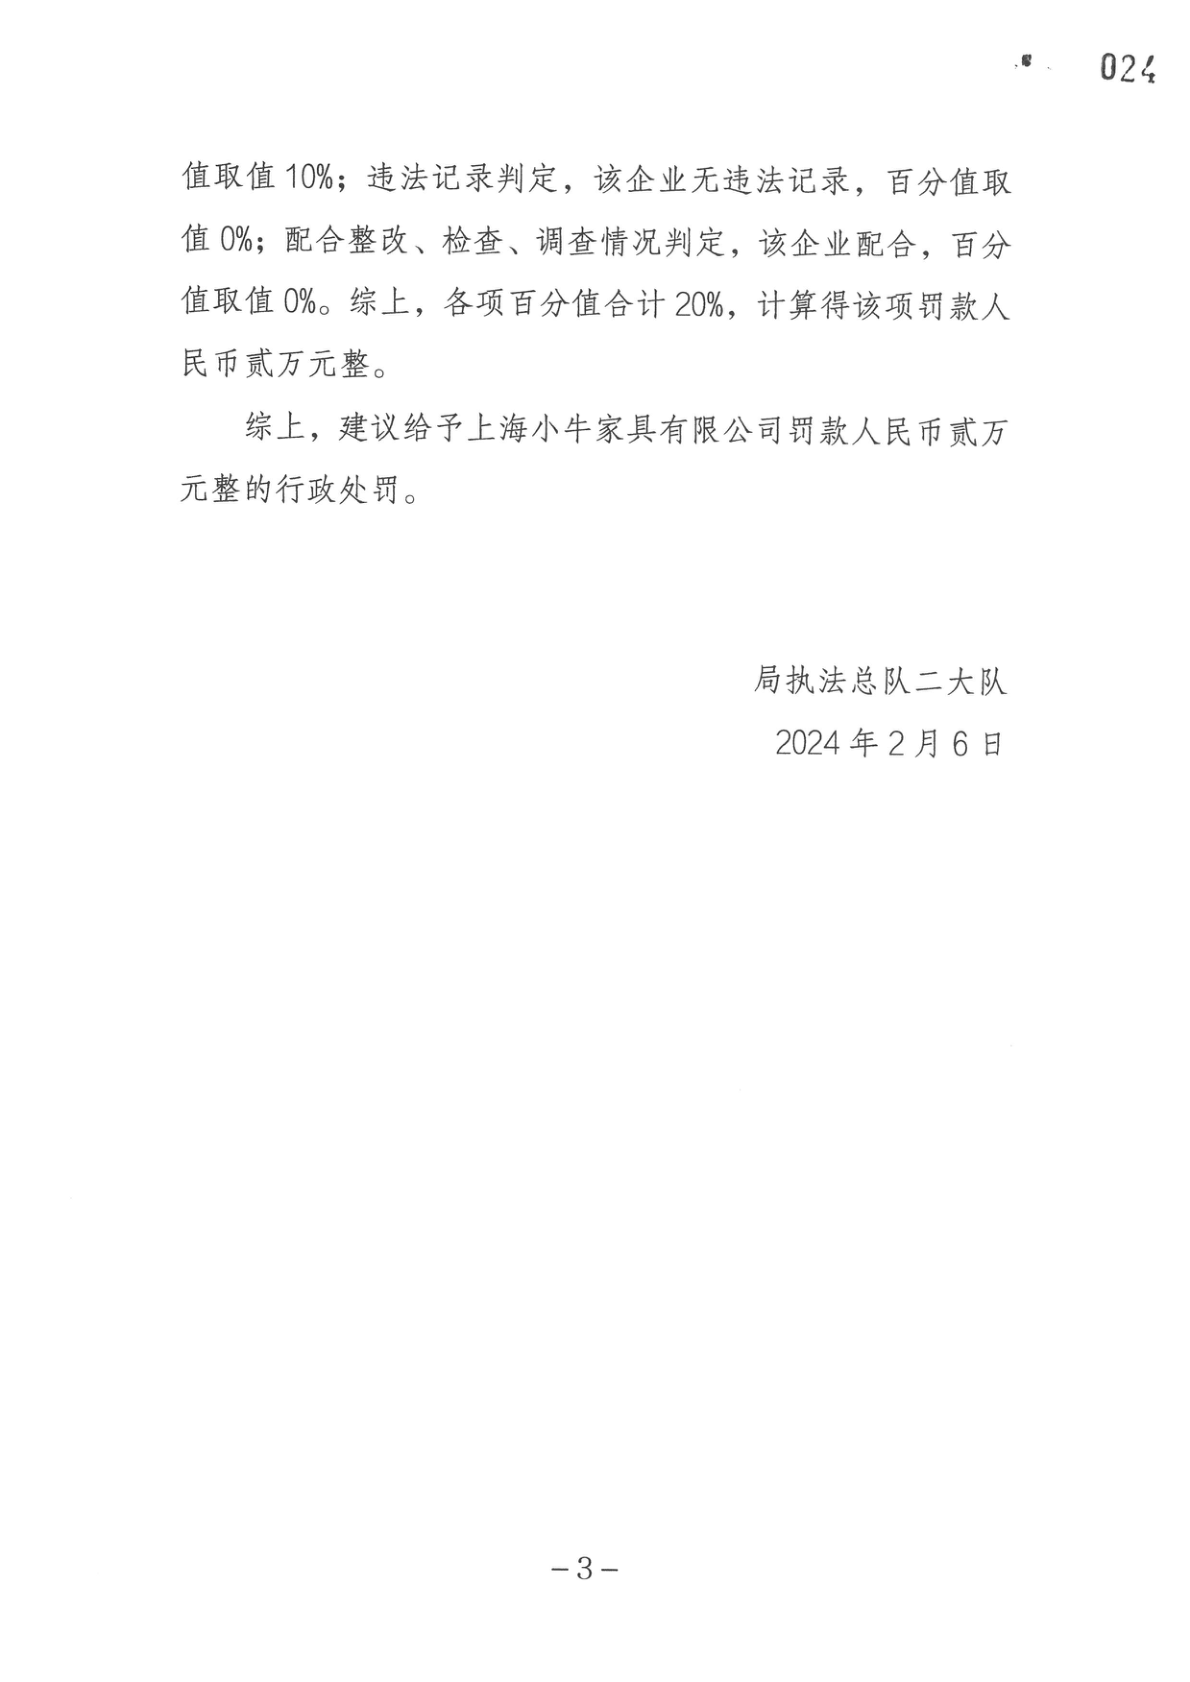 024
值取值10%；违法记录判定，该企业无违法记录，百分值取
值0%；配合整改、检查、调查情况判定，该企业配合，百分
值取值0%。综上，各项百分值合计20%，计算得该项罚款人
民币贰万元整。
综上，建议给予上海小牛家具有限公司罚款人民币贰万
元整的行政处罚。
局执法总队二大队
2024年2月6日
-3-